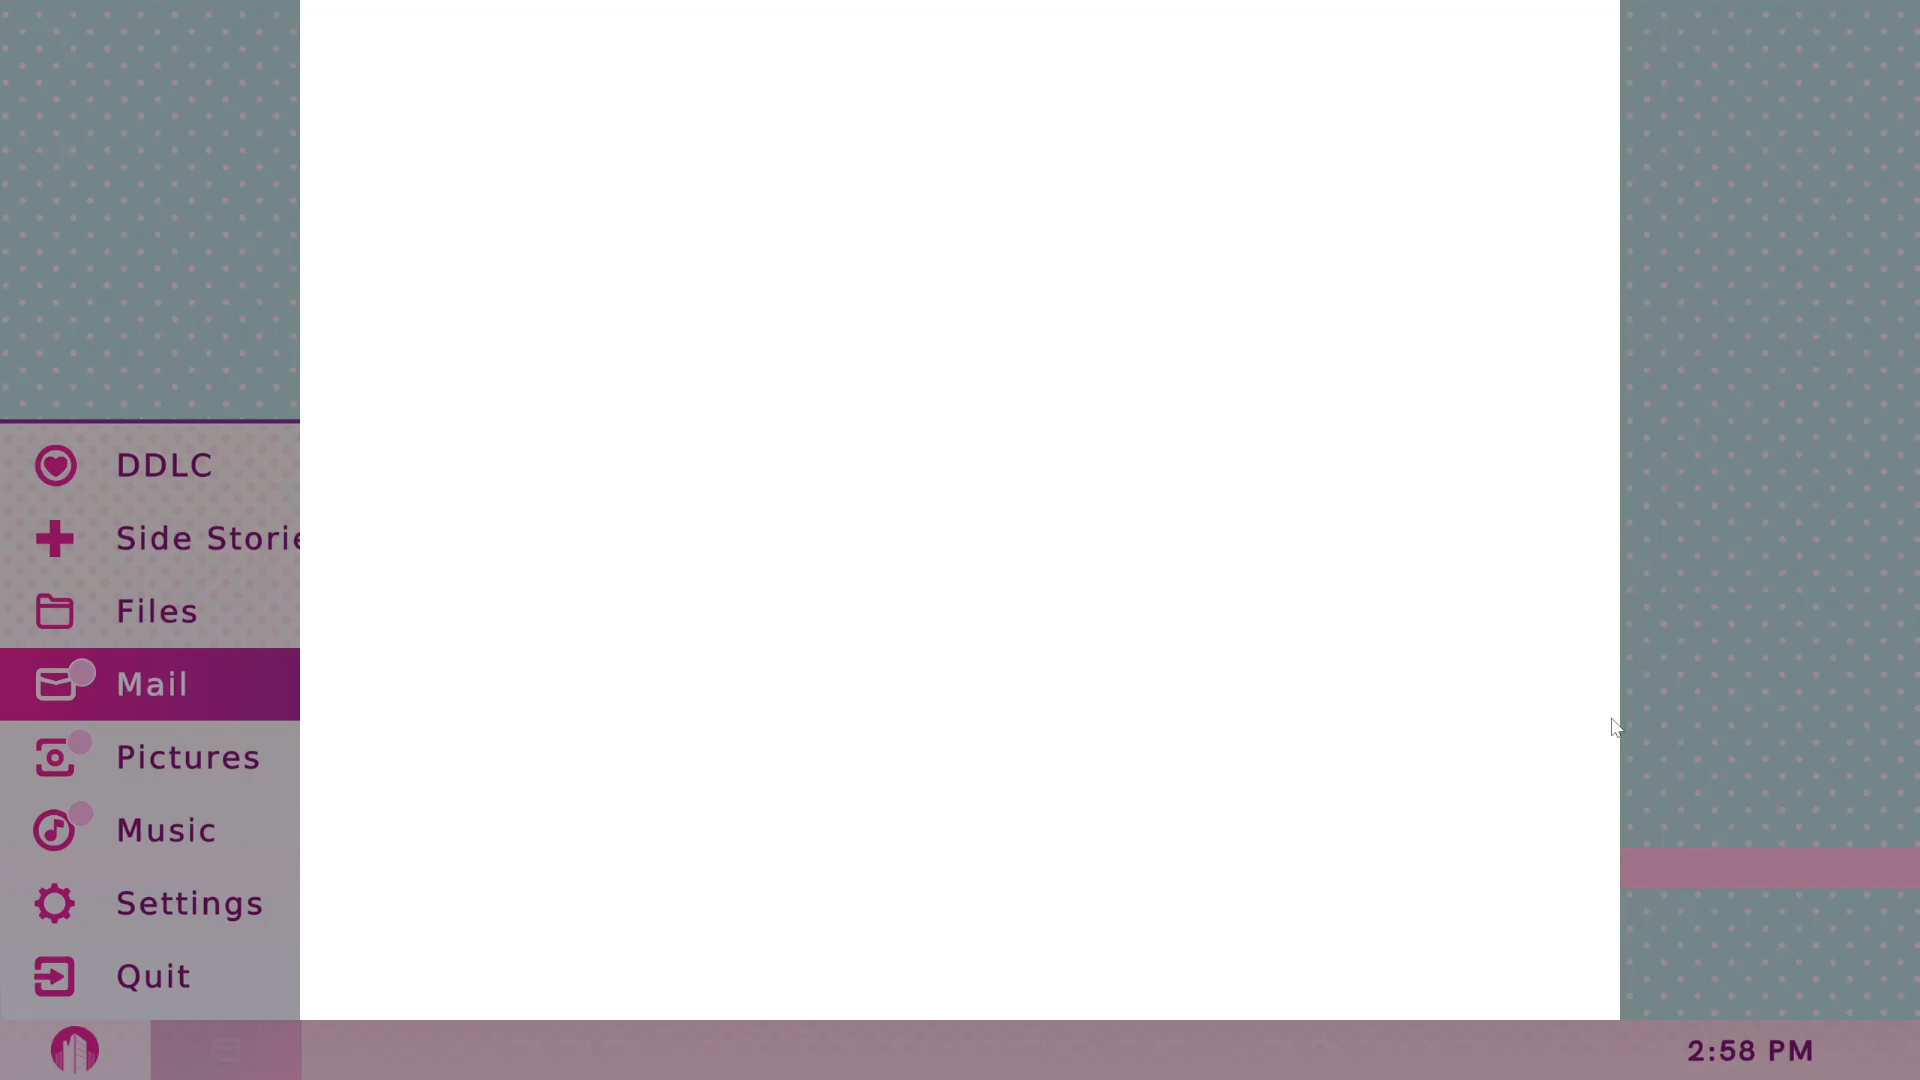 DDLC
Side Storie
Files
Mail
Pictures
Music
Settings
Quit
2:58 PM